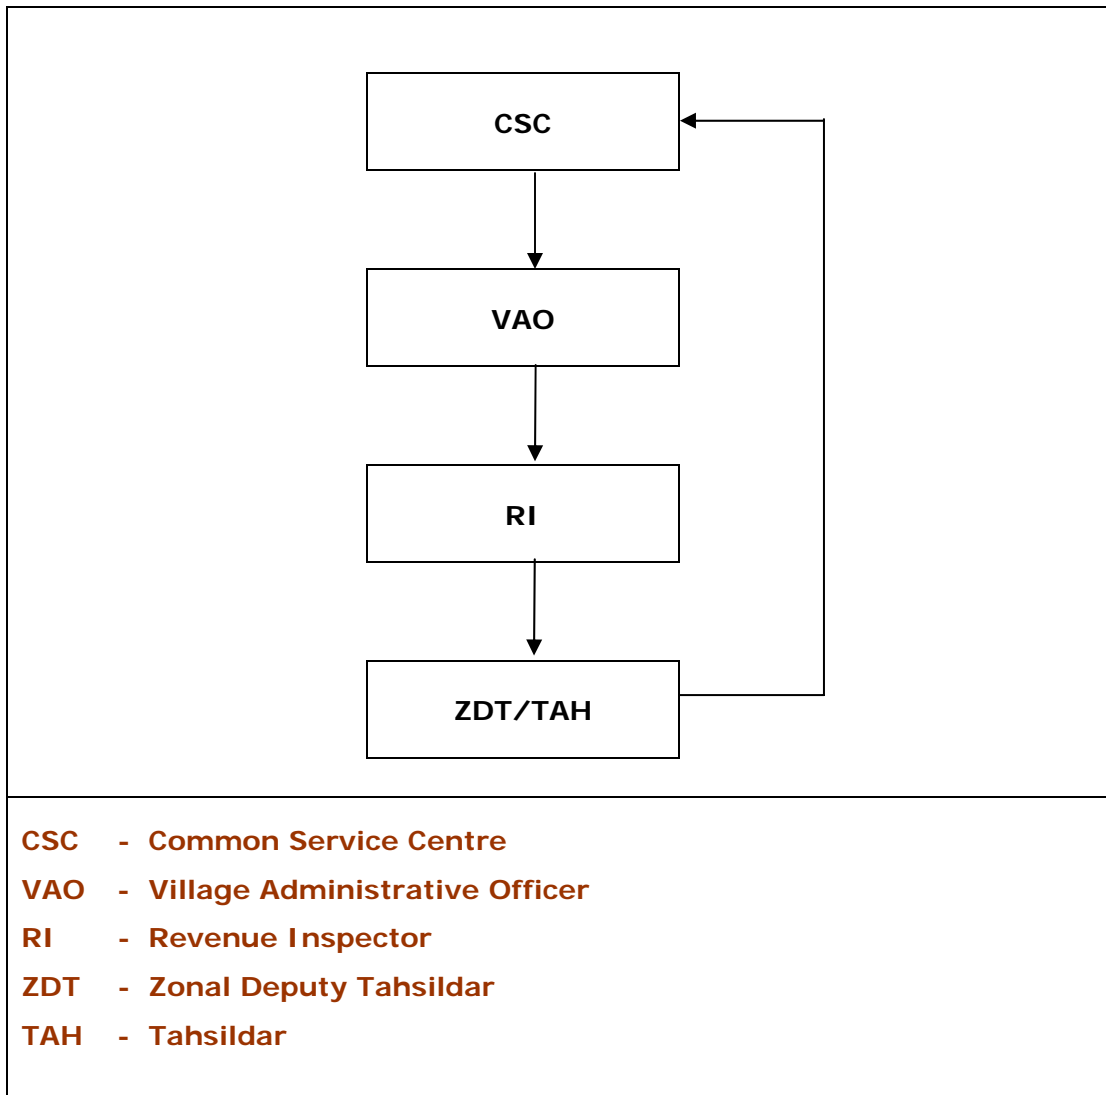 CSC
VAO
RI
ZDT/TAH
CSC - Common Service Centre
VAO - Village Administrative Officer
RI - Revenue Inspector
ZDT - Zonal Deputy Tahsildar
TAH - Tahsildar